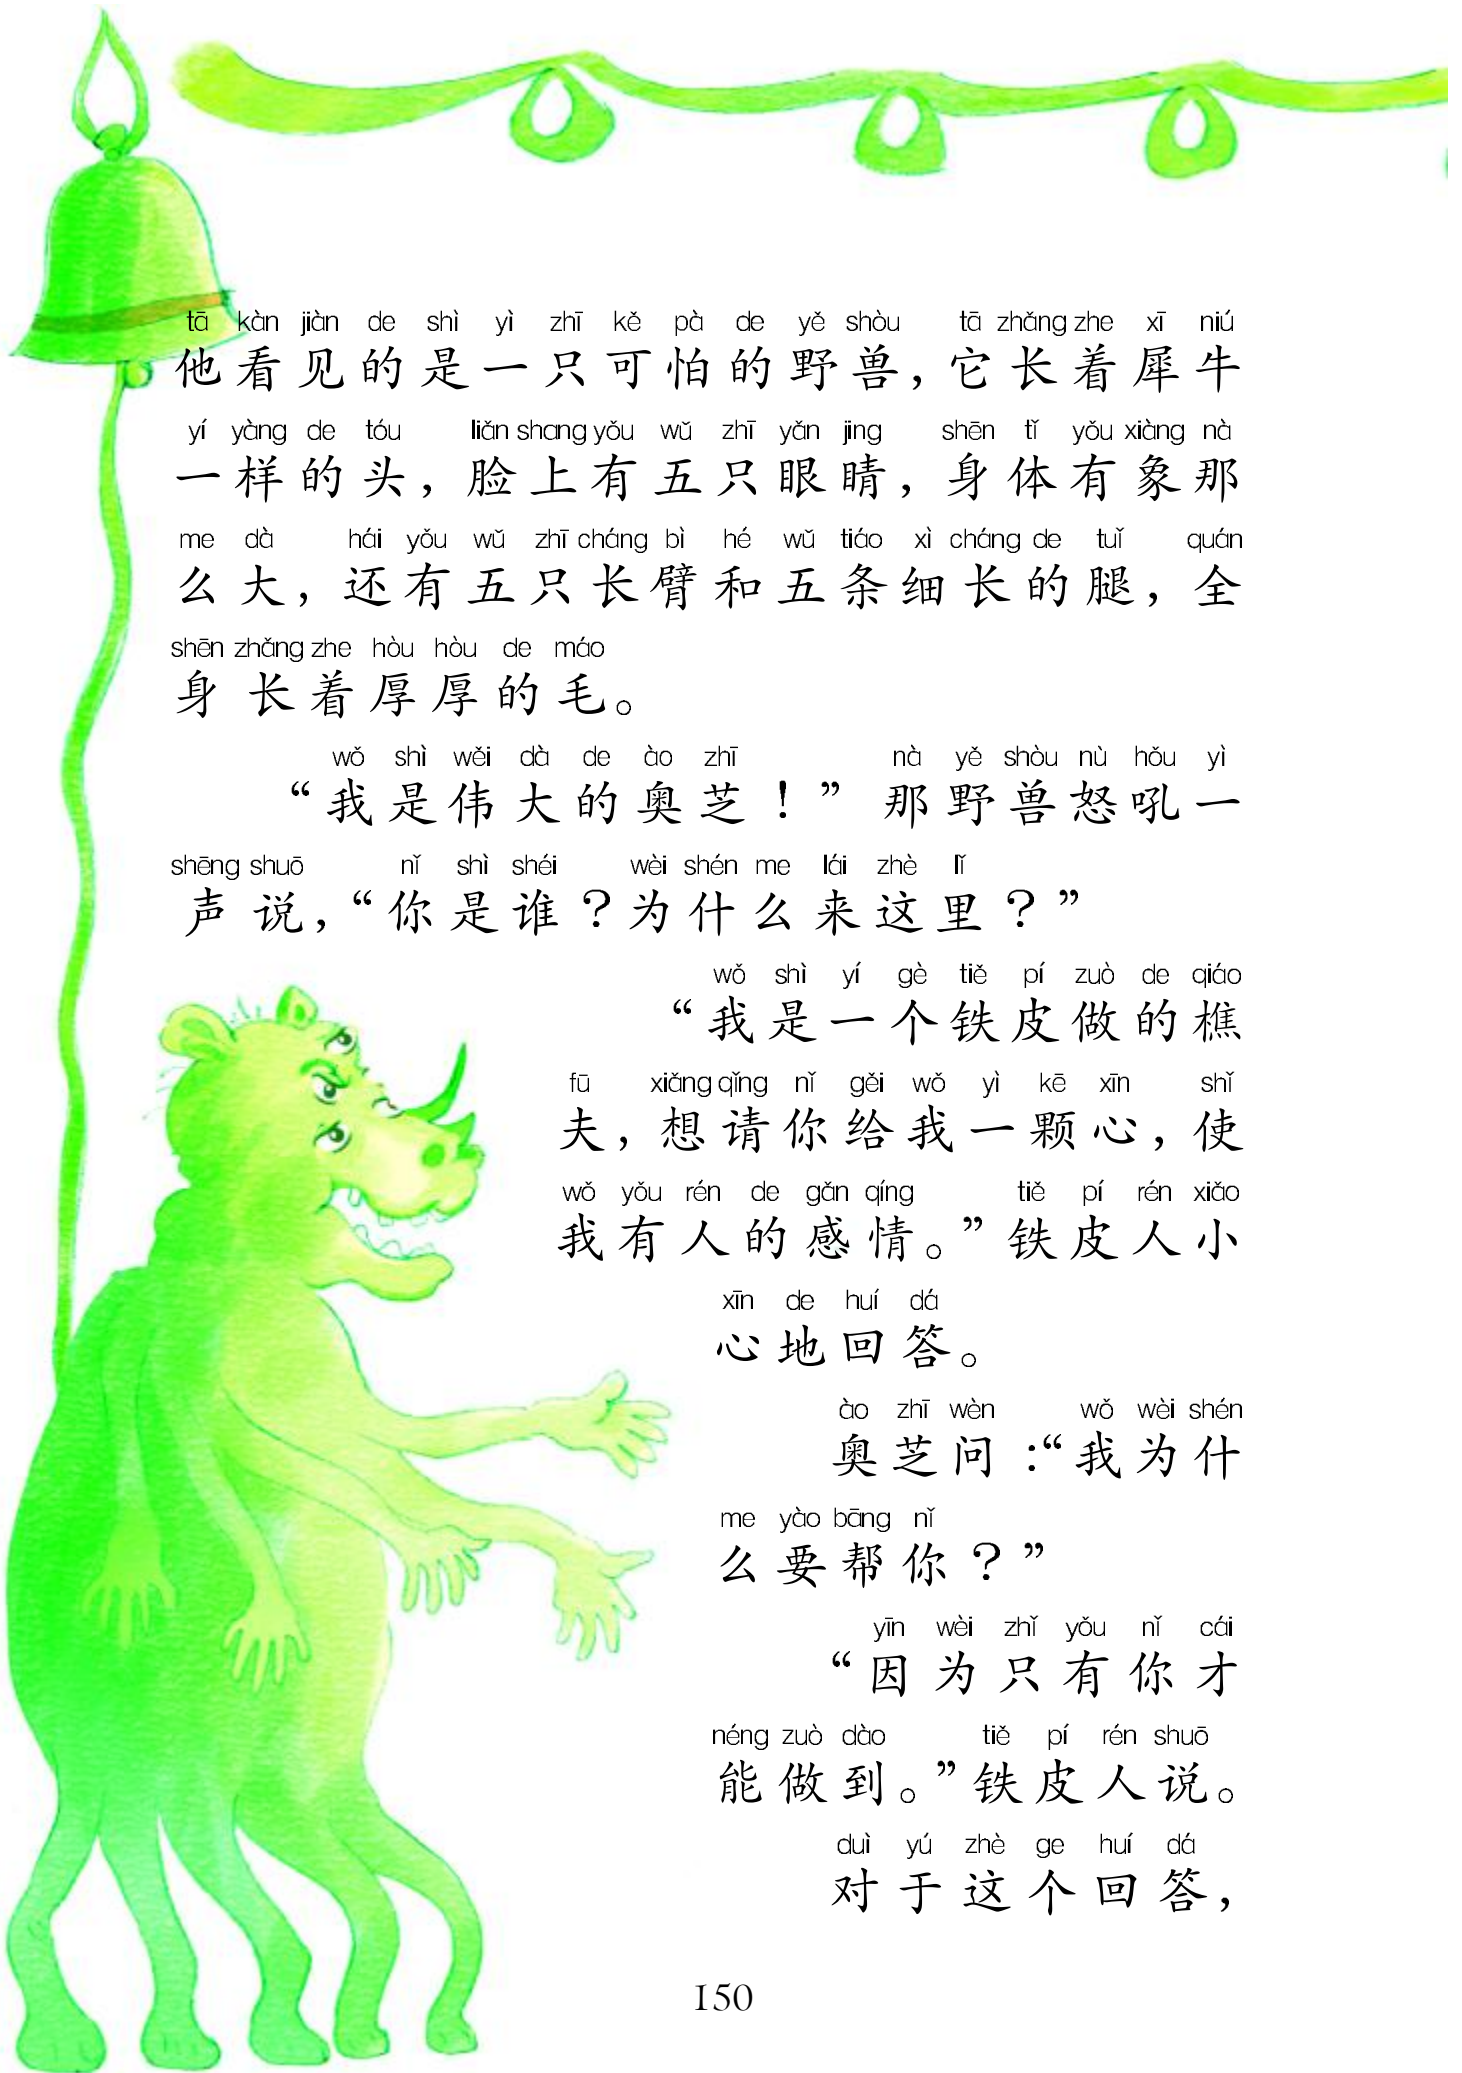 tā kàn jiàn de shì yì zhī kě pà de yě shòu tā zhǎng zhe xī niú
他看见的是一只可怕的野兽，它长着犀牛
yí yàng de tóu liǎn shang yǒu wǔ zhī yǎn jing shēn tǐ yǒu xiàng nà
一样的头，脸上有五只眼睛，身体有象那
me dà hái yǒu wǔ zhī cháng bì hé wǔ tiáo xì cháng de tuǐ quán
么大，还有五只长臂和五条细长的腿，全
shēn zhǎng zhe hòu hòu de máo
身长着厚厚的毛。
wǒ shì wěi dà de ào zhī nà yě shòu nù hǒu yì
“我是伟大的奥芝！”那野兽怒吼一
shēng shuō nǐ shì shéi wèi shén me lái zhè lǐ
声说，“你是谁？为什么来这里？”
wǒ shì yí gè tiě pí zuò de qiáo
“我是一个铁皮做的樵
fū xiǎng qǐng nǐ gěi wǒ yì kē xīn shǐ
夫，想请你给我一颗心，使
wǒ yǒu rén de gǎn qíng tiě pí rén xiǎo
我有人的感情。”铁皮人小
xīn de huí dá
心地回答。
ào zhī wèn wǒ wèi shén
奥芝问：“我为什
me yào bāng nǐ
么要帮你？”
yīn wèi zhǐ yǒu nǐ cái
“因为只有你才
néng zuò dào tiě pí rén shuō
能做到。”铁皮人说。
duì yú zhè ge huí dá
对于这个回答，
150